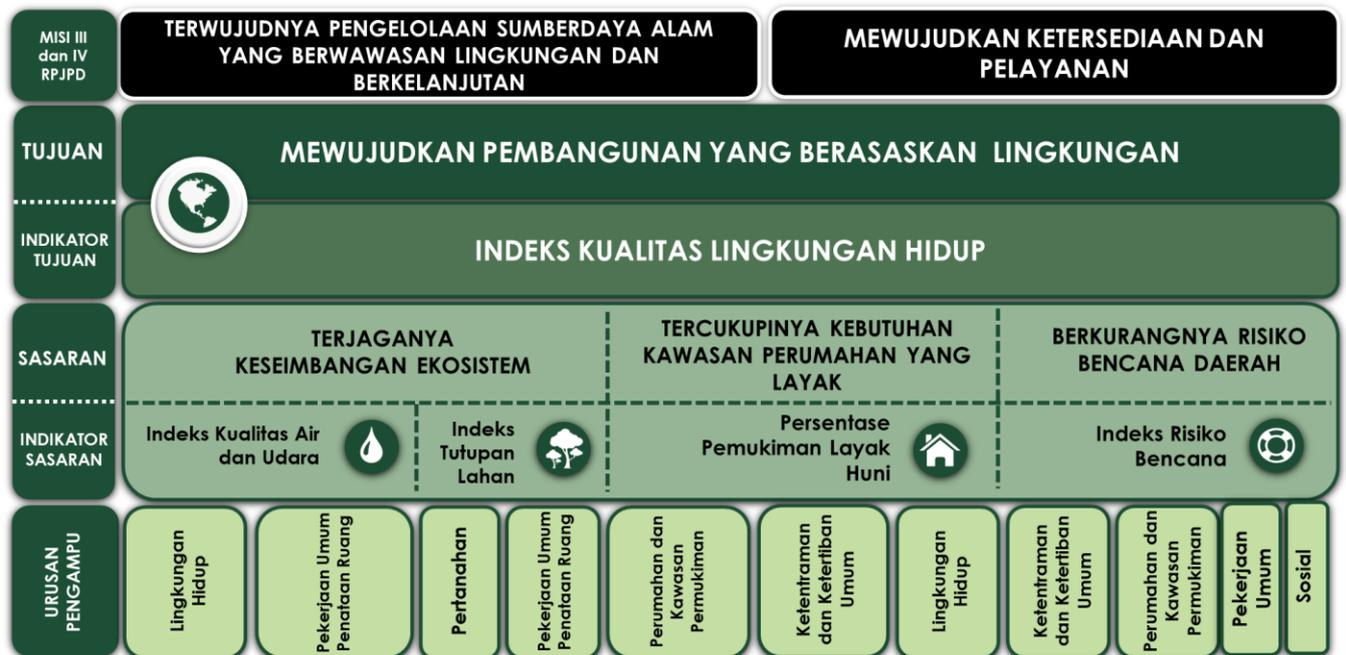 MISI III
dan IV
RPJPD
TERWUJUDNYA PENGELOLAAN SUMBERDAYA ALAM
YANG BERWAWASAN LINGKUNGAN DAN
BERKELANJUTAN
MEWUJUDKAN KETERSEDIAAN DAN
PELAYANAN
TUJUAN
MEWUJUDKAN PEMBANGUNAN YANG BERASASKAN LINGKUNGAN
INDIKATOR
TUJUAN
INDEKS KUALITAS LINGKUNGAN HIDUP
SASARAN
TERJAGANYA
KESEIMBANGAN EKOSISTEM
TERCUKUPINYA KEBUTUHAN
KAWASAN PERUMAHAN YANG
LAYAK
BERKURANGNYA RISIKO
BENCANA DAERAH
INDIKATOR
SASARAN
Indeks Kualitas Air
dan Udara
Indeks
Tutupan
Lahan
Persentase
Pemukiman Layak
Huni
Indeks Risiko
Bencana
URUSAN
PENGAMPU
Lingkungan
Hidup
Pekerjaan Umum
Penataan Ruang
Pertanahan
Pekerjaan Umum
Penataan Ruang
Perumahan dan
Kawasan
Permukiman
Ketentraman
dan Ketertiban
Umum
Lingkungan
Hidup
Ketentraman
dan Ketertiban
Umum
Perumahan dan
Kawasan
Permukiman
Pekerjaan
Umum
Sosial